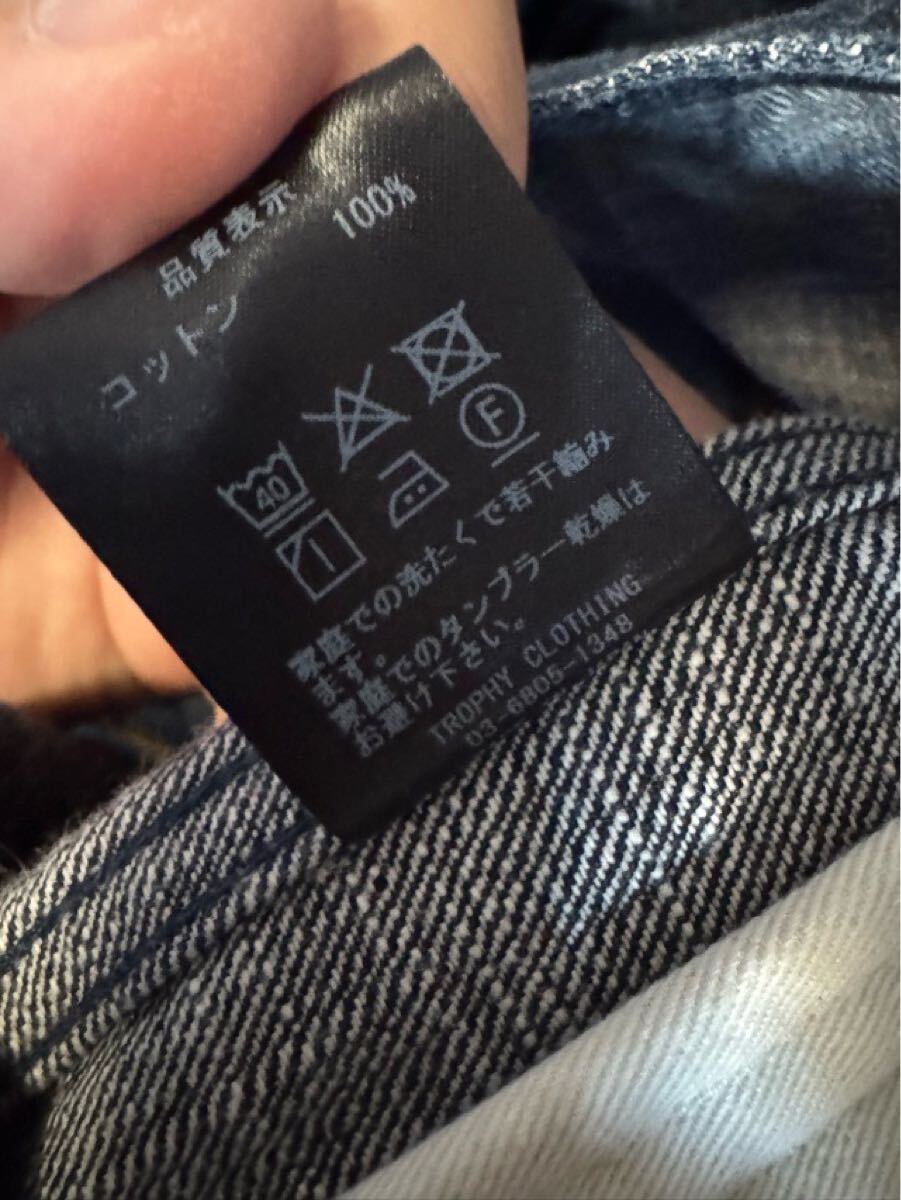 品質表示
コットン 100%
40
F
家庭での洗たくで若干縮み
ます。
家庭でのタンブラー乾燥は
お避け下さい。
TROPHY CLOTHING
03-6805-1348